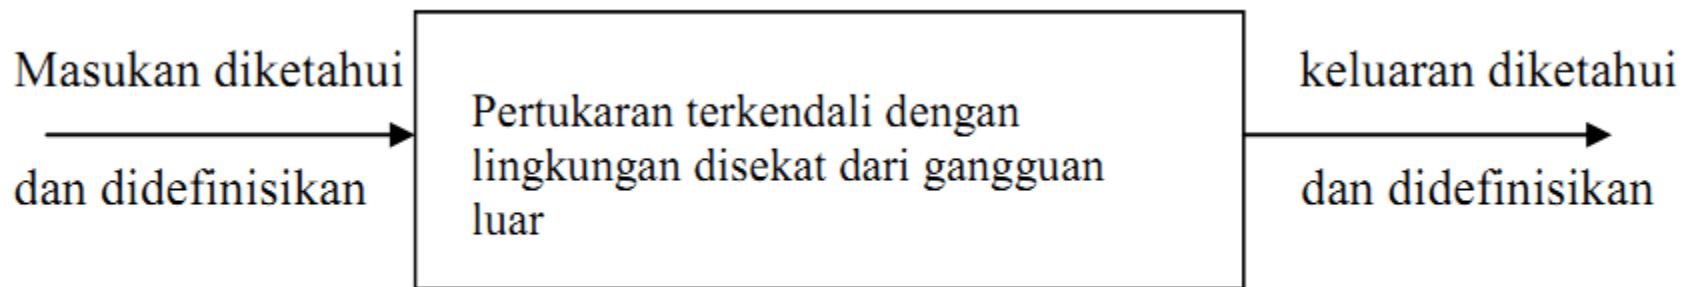 Masukan diketahui
dan didefinisikan
Pertukaran terkendali dengan
lingkungan disekat dari gangguan
luar
keluaran diketahui
dan didefinisikan